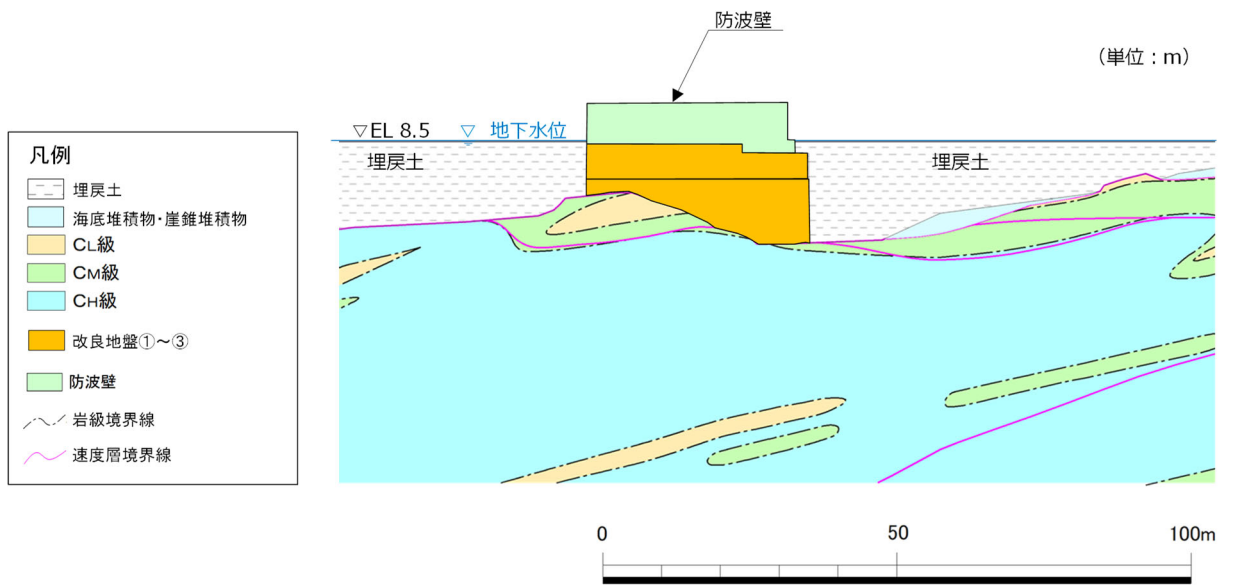 防波壁
（単位：m）
▽EL 8.5 ▽ 地下水位
埋戻土
埋戻土
凡例
埋戻土
海底堆積物・崖錐堆積物
CL級
CM級
CH級
改良地盤①～③
防波壁
岩級境界線
速度層境界線
0 50 100m